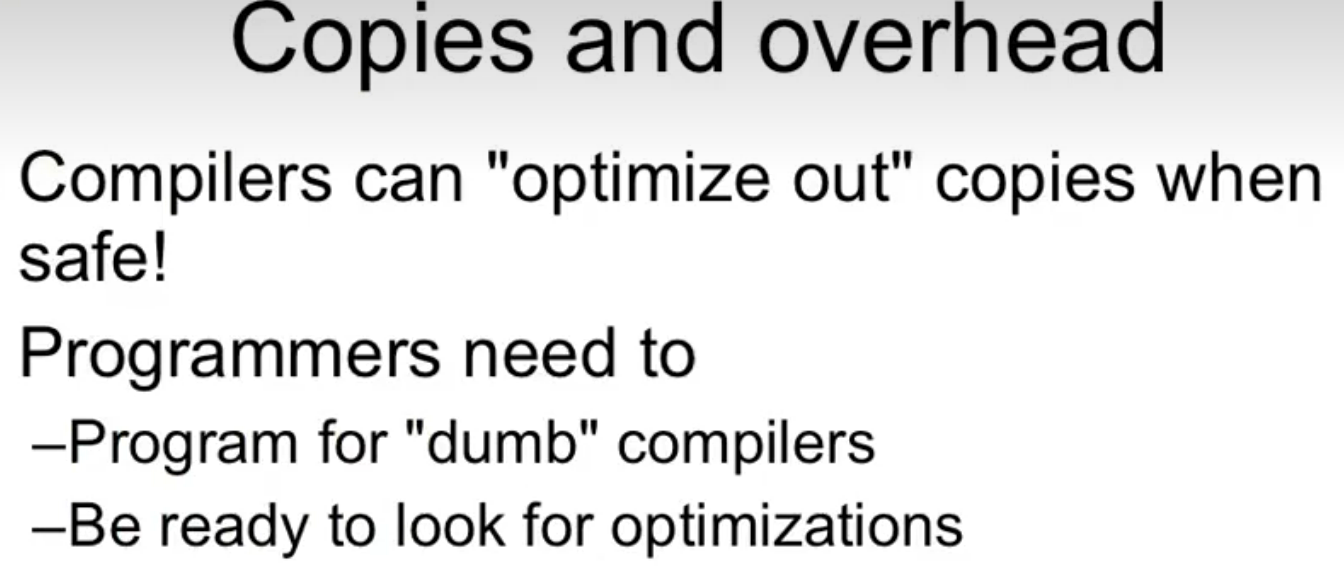 Copies and overhead
Compilers can "optimize out" copies when
safe!
Programmers need to
–Program for "dumb" compilers
–Be ready to look for optimizations